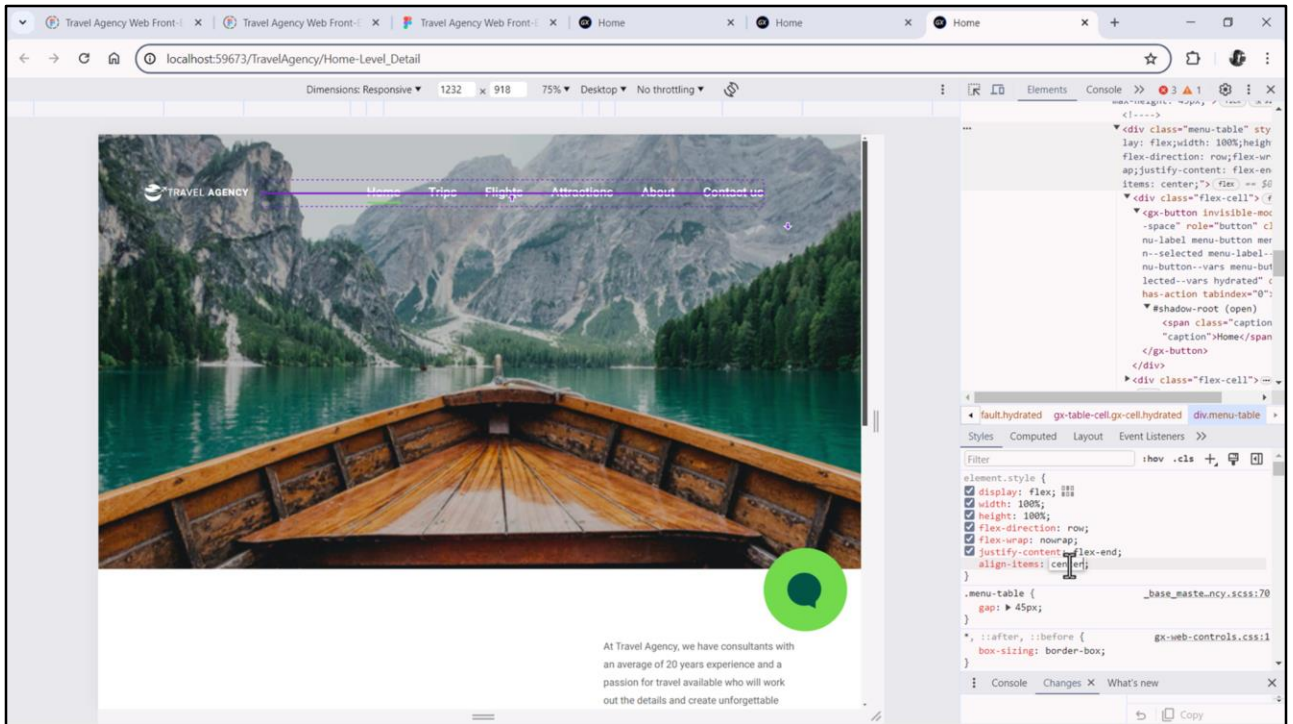 Travel Agency Web Front-
Travel Agency Web Front-E
Travel Agency Web Front-E
Home
Home
Home
localhost:59673/TravelAgency/Home-Level_Detail
Dimensions: Responsive ▼ 1232 x 918 75% ▼ Desktop ▼ No throttling ▼
Elements Console 3 1
TRAVEL AGENCY
Home Trips Flights Attractions About Contact us
At Travel Agency, we have consultants with
an average of 20 years experience and a
passion for travel available who will work
out the details and create unforgettable
<!---->
<div class="menu-table" sty
lay: flex;width: 100%;heigh
flex-direction: row;flex-wr
ap;justify-content: flex-en
items: center;"> flex == $0
<div class="flex-cell">
<gx-button invisible-mod
-space" role="button" cl
nu-label menu-button men
n--selected menu-label--
nu-button--vars menu-but
lected--vars hydrated"
has-action tabindex="0">
#shadow-root (open)
<span class="caption
"caption">Home</span
</gx-button>
</div>
<div class="flex-cell">
fault.hydrated gx-table-cell.gx-cell.hydrated div.menu-table
Styles Computed Layout Event Listeners
Filter :hov .cls
element.style {
display: flex;
width: 100%;
height: 100%;
flex-direction: row;
flex-wrap: nowrap;
justify-content: flex-end;
align-items: center;
}
.menu-table { _base_maste…ncy.scss:70
gap: ▶ 45px;
}
*, ::after, ::before { gx-web-controls.css:1
box-sizing: border-box;
}
Console Changes What's new
Copy